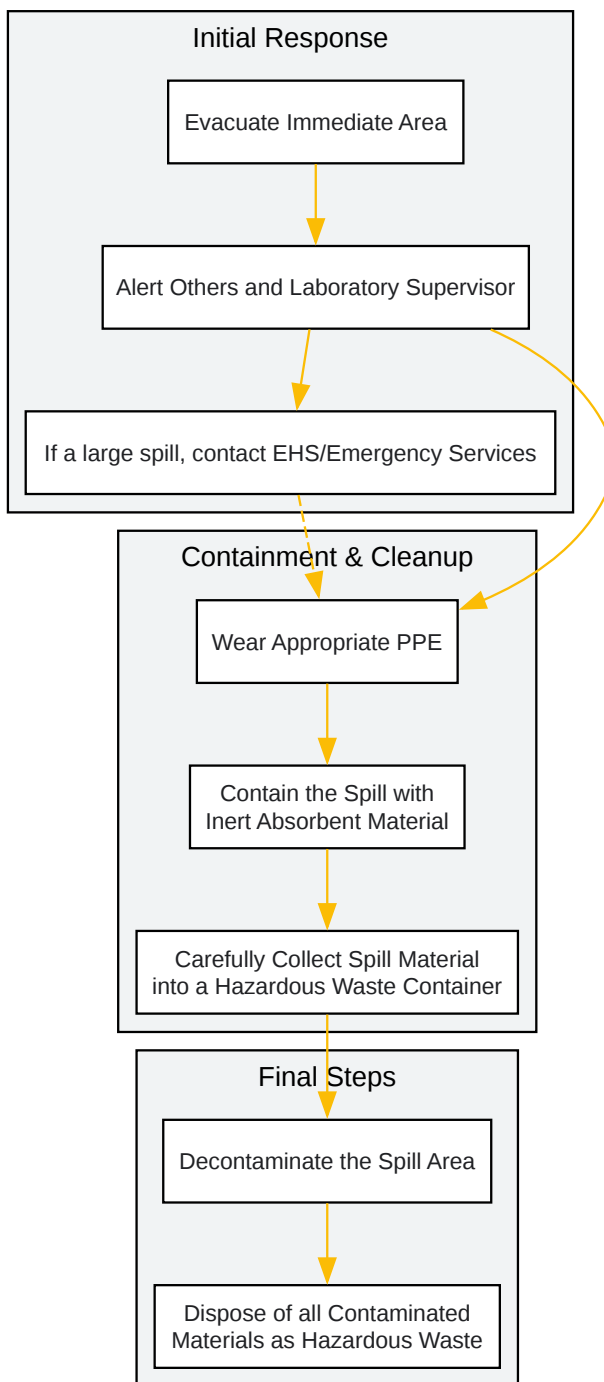 Initial Response
Evacuate Immediate Area
Alert Others and Laboratory Supervisor
If a large spill, contact EHS/Emergency Services
Containment & Cleanup
Wear Appropriate PPE
Contain the Spill with
Inert Absorbent Material
Carefully Collect Spill Material
into a Hazardous Waste Container
Final Steps
Decontaminate the Spill Area
Dispose of all Contaminated
Materials as Hazardous Waste